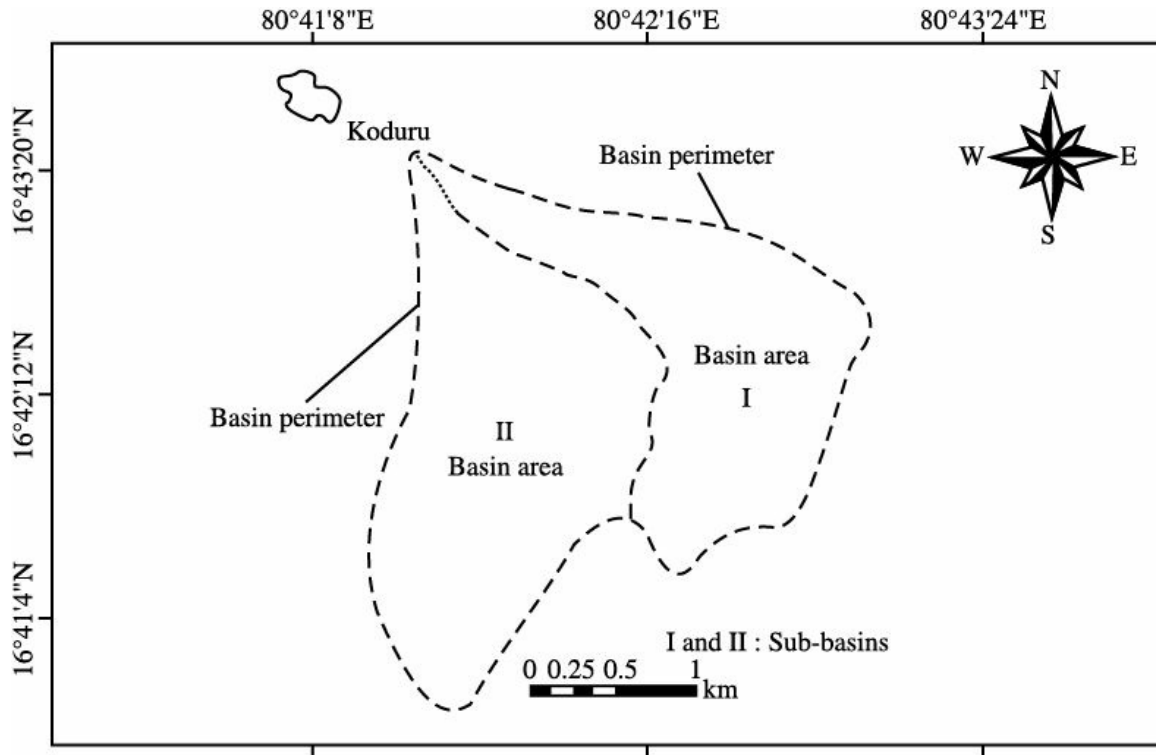 80°41'8"E 80°42'16"E 80°43'24"E
N
Koduru
Basin perimeter
W E
16°43'20"N
S
Basin area
I
16°42'12"N
Basin perimeter
II
Basin area
16°41'4"N
I and II : Sub-basins
0 0.25 0.5 1
km